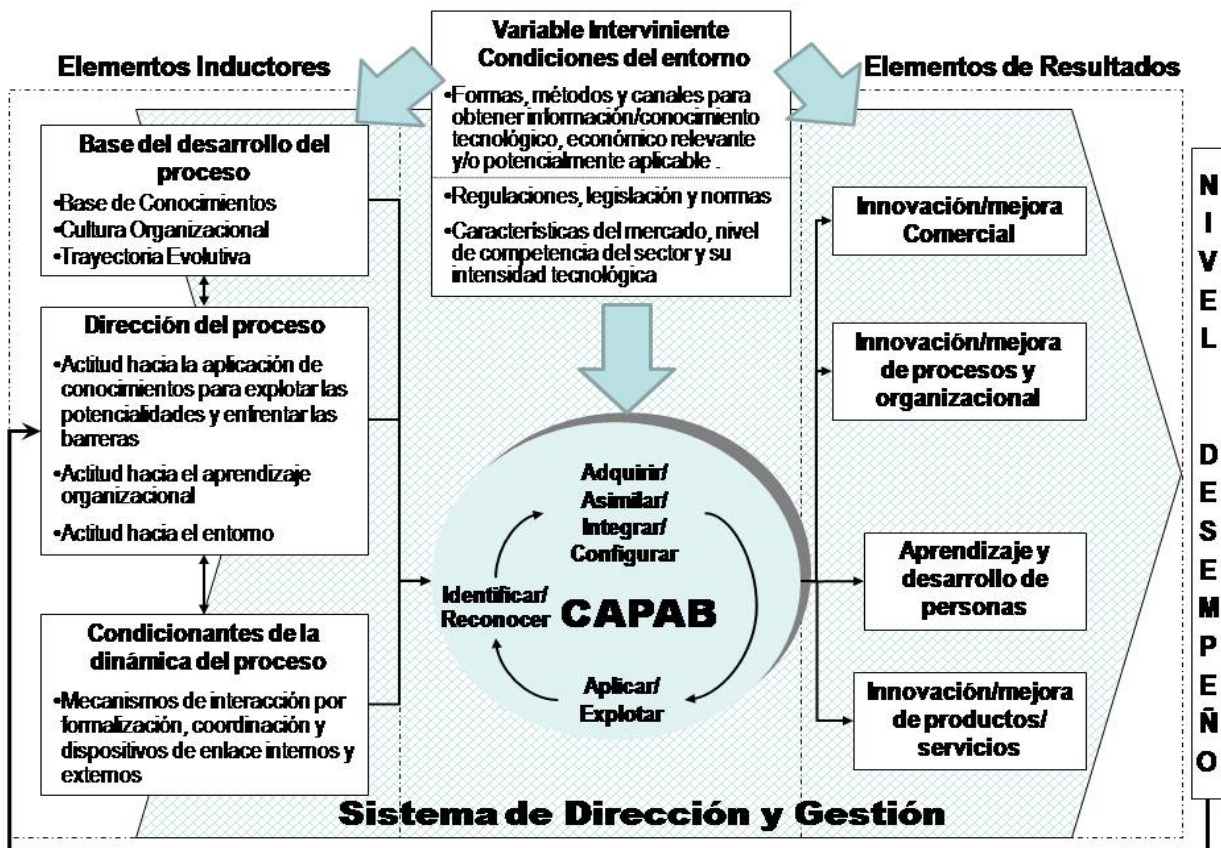 Variable Interviniente
Condiciones del entorno
•Formas, métodos y canales para
obtener información/conocimiento
tecnológico, económico relevante
y/o potencialmente aplicable .
•Regulaciones, legislación y normas
•Características del mercado, nivel
de competencia del sector y su
intensidad tecnológica
Elementos Inductores
Base del desarrollo del
proceso
•Base de Conocimientos
•Cultura Organizacional
•Trayectoria Evolutiva
Dirección del proceso
•Actitud hacia la aplicación de
conocimientos para explotar las
potencialidades y enfrentar las
barreras
•Actitud hacia el aprendizaje
organizacional
•Actitud hacia el entorno
Condicionantes de la
dinámica del proceso
•Mecanismos de interacción por
formalización, coordinación y
dispositivos de enlace internos y
externos
Adquirir/
Asimilar/
Integrar/
Configurar
Identificar/
Reconocer
CAPAB
Aplicar/
Explotar
Elementos de Resultados
Innovación/mejora
Comercial
Innovación/mejora
de procesos y
organizacional
Aprendizaje y
desarrollo de
personas
Innovación/mejora
de productos/
servicios
NIVEL DESEMPEÑO
Sistema de Dirección y Gestión